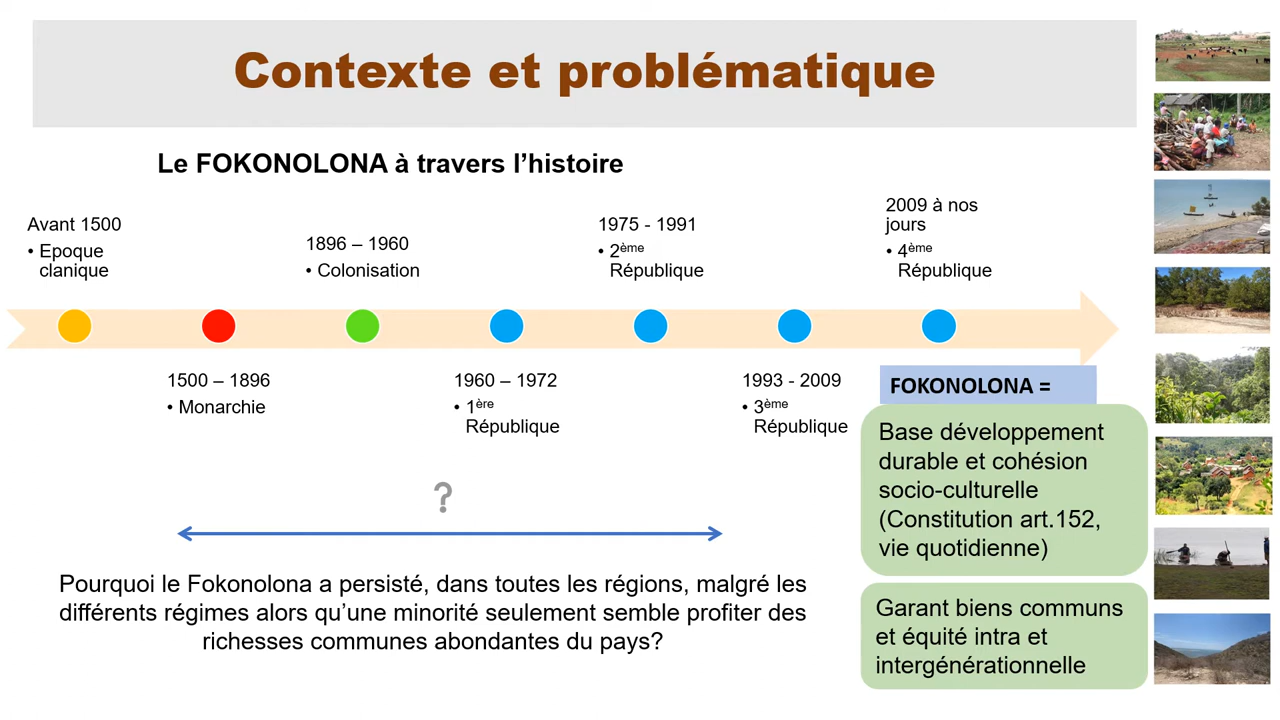 Contexte et problématique
Le FOKONOLONA à travers l’histoire
Avant 1500
• Epoque
clanique
1896 – 1960
• Colonisation
1975 - 1991
• 2ème
République
2009 à nos
jours
• 4ème
République
1500 – 1896
• Monarchie
1960 – 1972
• 1ère
République
1993 - 2009
• 3ème
République
FOKONOLONA =
Base développement
durable et cohésion
socio-culturelle
(Constitution art.152,
vie quotidienne)
?
Pourquoi le Fokonolona a persisté, dans toutes les régions, malgré les
différents régimes alors qu’une minorité seulement semble profiter des
richesses communes abondantes du pays?
Garant biens communs
et équité intra et
intergénérationnelle